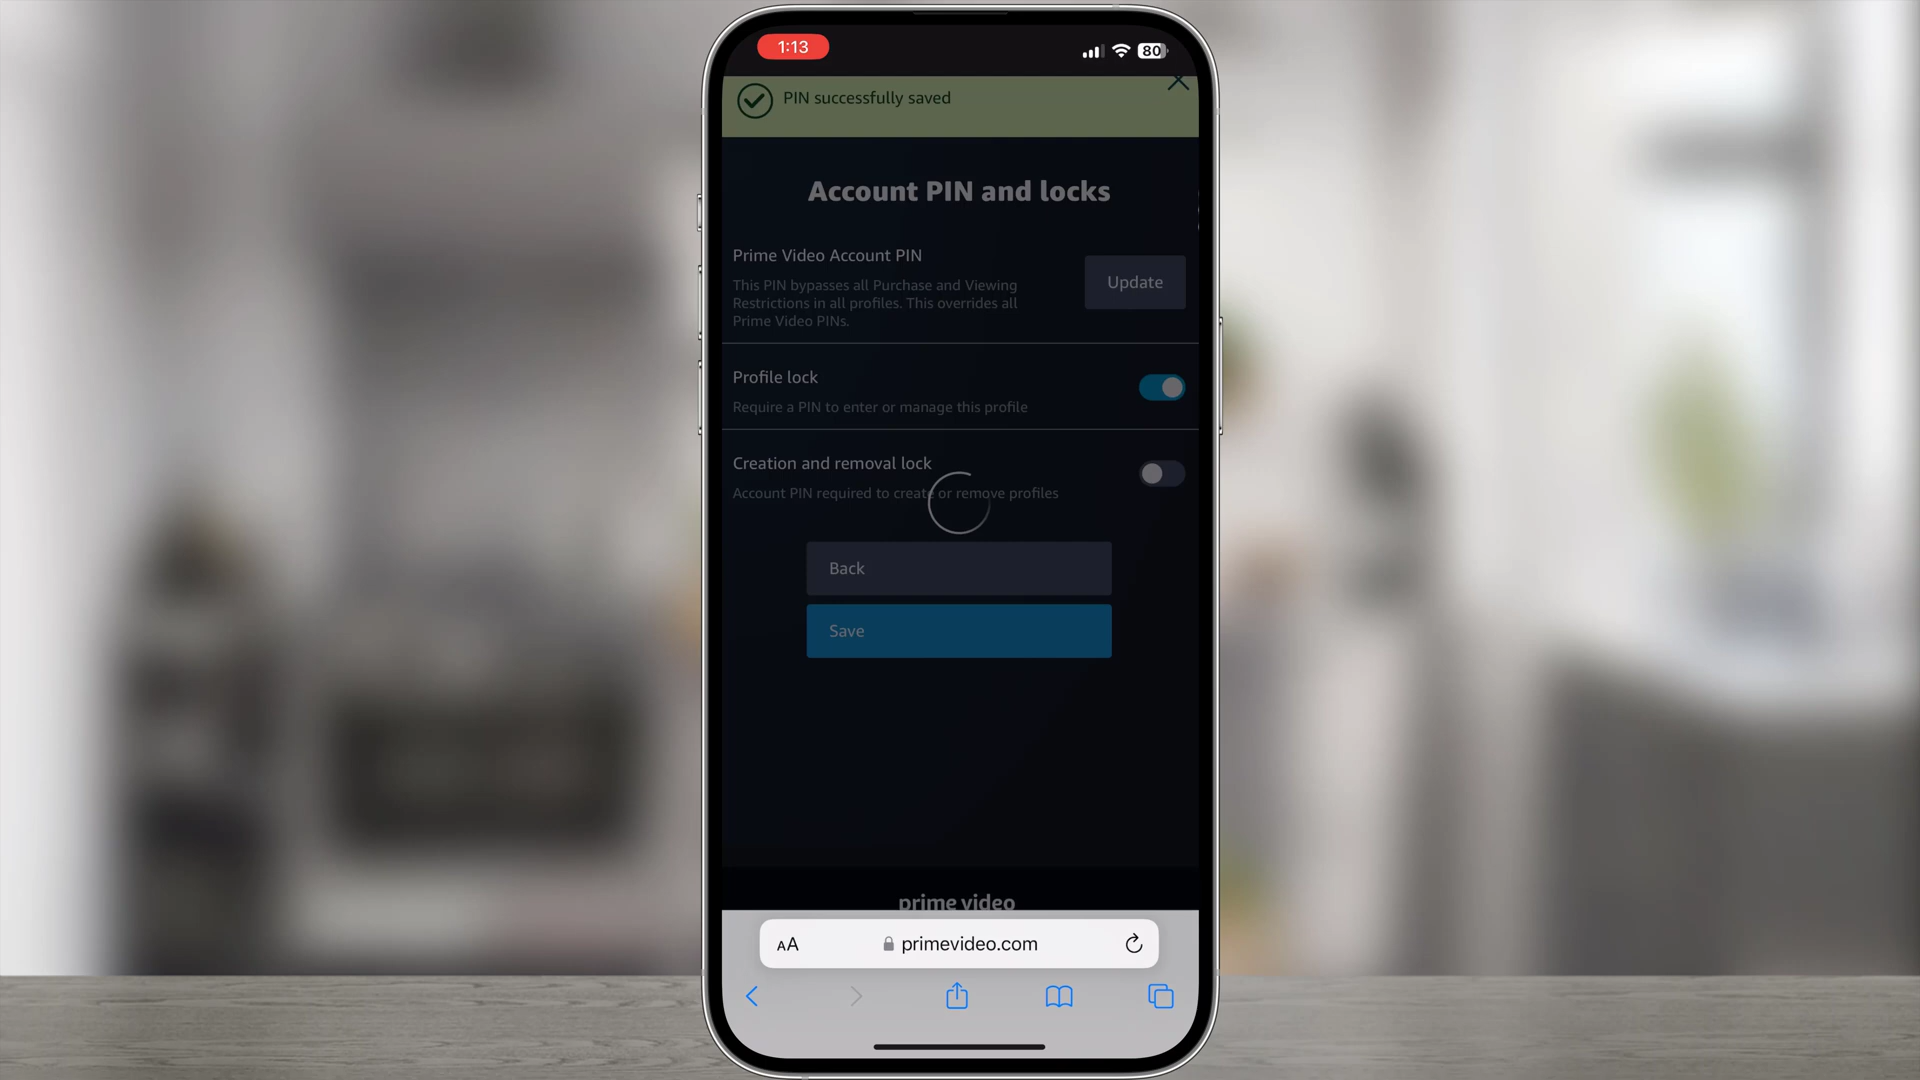 1:13
80
PIN successfully saved
Account PIN and locks
Prime Video Account PIN
This PIN bypasses all Purchase and Viewing
Restrictions in all profiles. This overrides all
Prime Video PINs.
Update
Profile lock
Require a PIN to enter or manage this profile
Creation and removal lock
Account PIN required to create or remove profiles
Back
Save
prime video
AA
primevideo.com